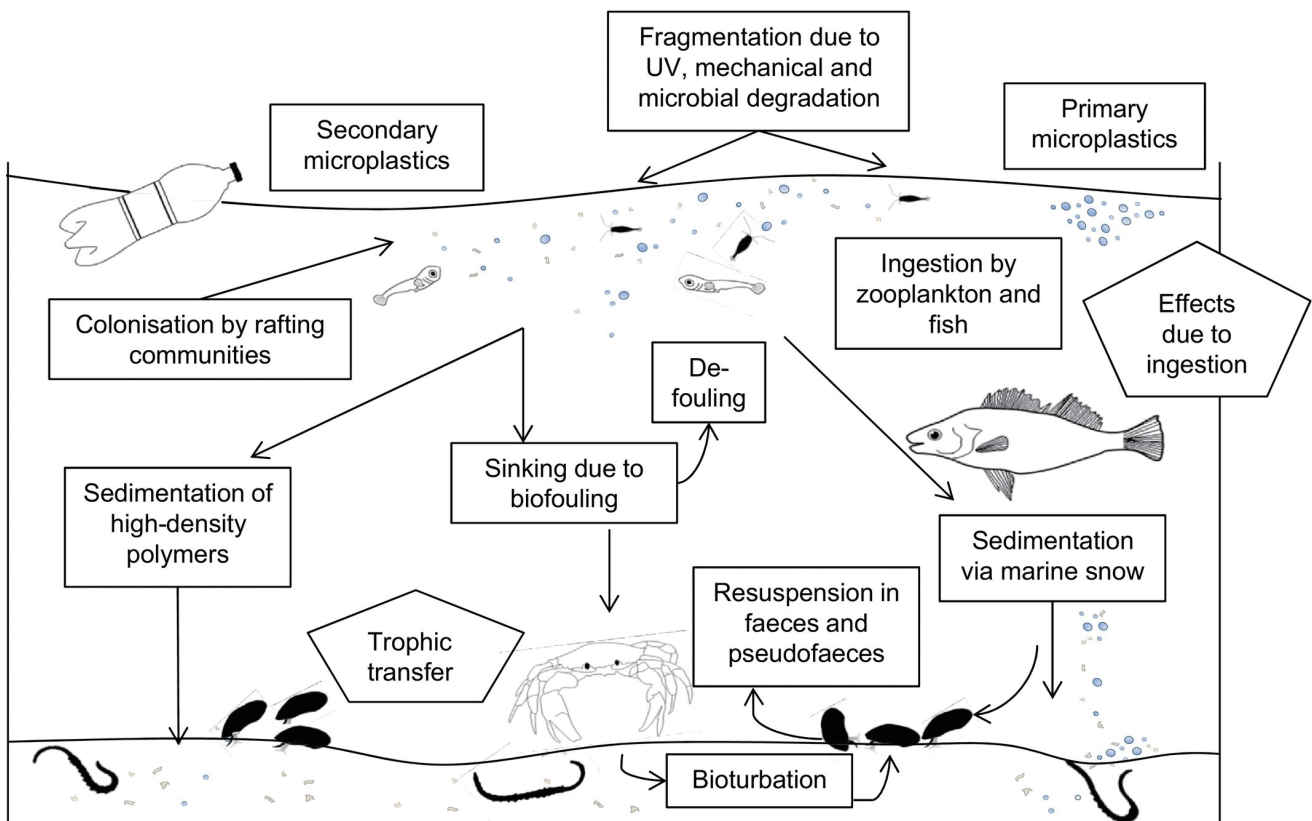 Fragmentation due to
UV, mechanical and
microbial degradation
Secondary
microplastics
Primary
microplastics
Colonisation by rafting
communities
Ingestion by
zooplankton and
fish
Effects
due to
ingestion
De-
fouling
Sedimentation of
high-density
polymers
Sinking due to
biofouling
Sedimentation
via marine snow
Trophic
transfer
Resuspension in
faeces and
pseudofaeces
Bioturbation